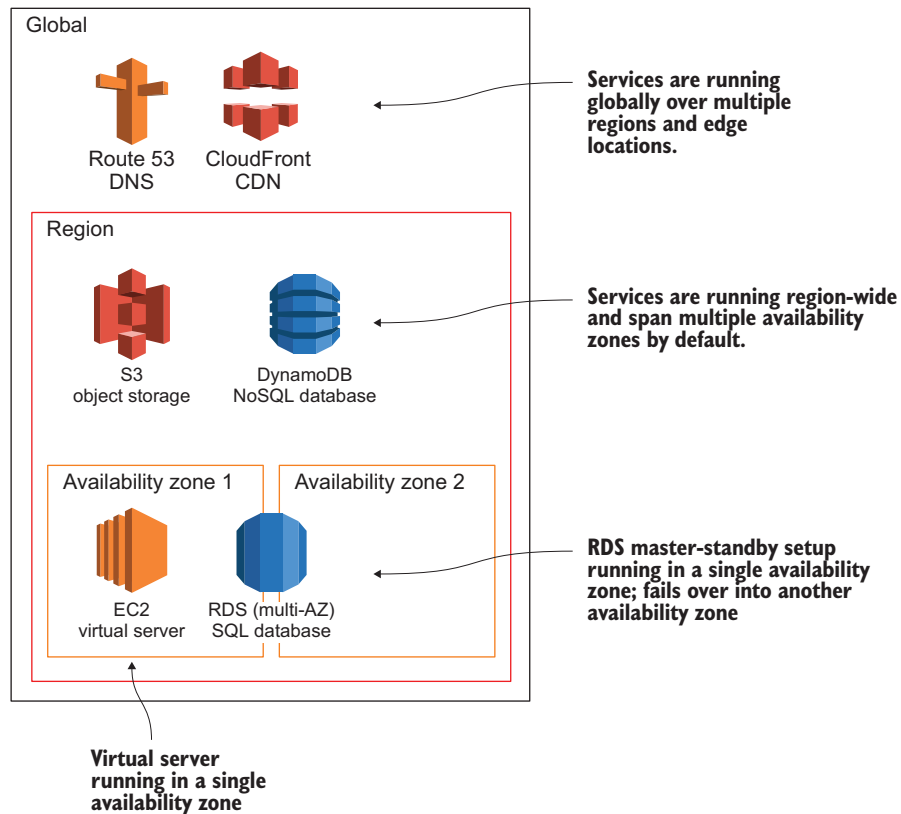 Global
Route 53
DNS
CloudFront
CDN
Services are running
globally over multiple
regions and edge
locations.
Region
S3
object storage
DynamoDB
NoSQL database
Services are running region-wide
and span multiple availability
zones by default.
Availability zone 1
Availability zone 2
EC2
virtual server
RDS (multi-AZ)
SQL database
RDS master-standby setup
running in a single availability
zone; fails over into another
availability zone
Virtual server
running in a single
availability zone